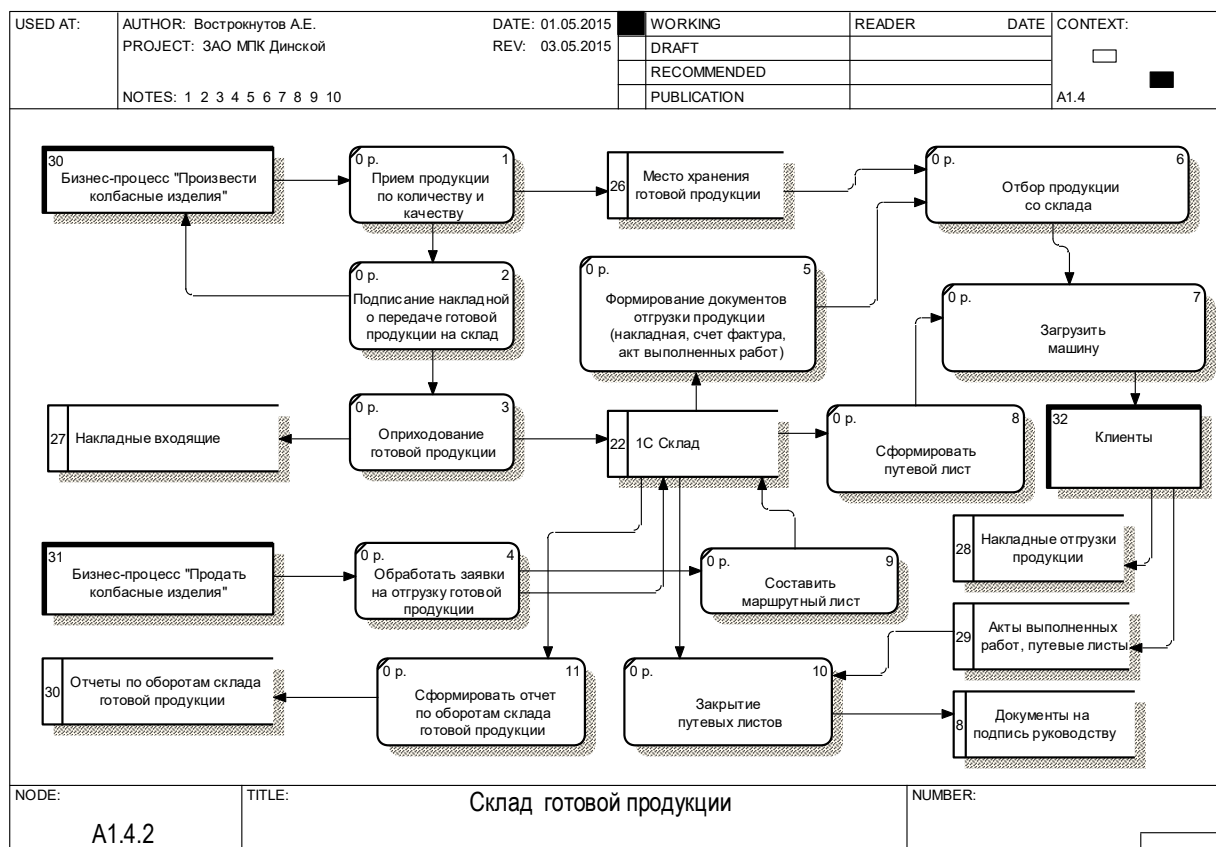 USED AT:
AUTHOR: Вострокнутов А.Е.
DATE: 01.05.2015
PROJECT: ЗАО МПК Динской
REV: 03.05.2015
NOTES: 1 2 3 4 5 6 7 8 9 10
WORKING
DRAFT
RECOMMENDED
PUBLICATION
READER
DATE
CONTEXT:
A1.4
30
Бизнес-процесс "Произвести
колбасные изделия"
0 р.
1
Прием продукции
по количеству и
качеству
26
Место хранения
готовой продукции
0 р.
6
Отбор продукции
со склада
0 р.
2
Подписание накладной
о передаче готовой
продукции на склад
0 р.
5
Формирование документов
отгрузки продукции
(накладная, счет фактура,
акт выполненных работ)
0 р.
7
Загрузить
машину
27
Накладные входящие
0 р.
3
Оприходование
готовой продукции
22
1С Склад
0 р.
8
Сформировать
путевой лист
32
Клиенты
31
Бизнес-процесс "Продать
колбасные изделия"
0 р.
4
Обработать заявки
на отгрузку готовой
продукции
0 р.
9
Составить
маршрутный лист
28
Накладные отгрузки
продукции
29
Акты выполненных
работ, путевые листы
30
Отчеты по оборотам склада
готовой продукции
0 р.
11
Сформировать отчет
по оборотам склада
готовой продукции
0 р.
10
Закрытие
путевых листов
8
Документы на
подпись руководству
NODE:
A1.4.2
TITLE:
Склад готовой продукции
NUMBER: